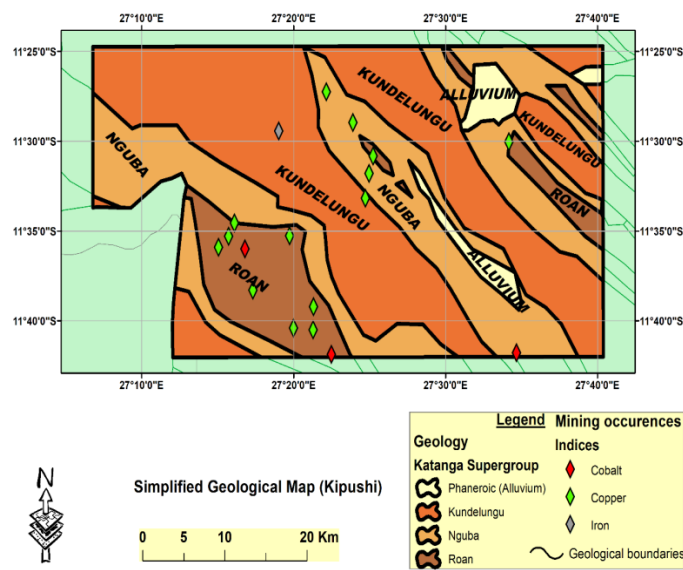 27°10'0"E 27°20'0"E 27°30'0"E 27°40'0"E
11°25'0"S 11°25'0"S
KUNDELUNGU
ALLUVIUM
11°30'0"S 11°30'0"S
KUNDELUNGU
NGUBA
KUNDELUNGU
NGUBA
ROAN
11°35'0"S 11°35'0"S
ROAN
ALLUVIUM
11°40'0"S 11°40'0"S
27°10'0"E 27°20'0"E 27°30'0"E 27°40'0"E
N
Simplified Geological Map (Kipushi)
0 10 20 Km
Legend
Geology
Katanga Supergroup
Phaneroic (Alluvium)
Kundelungu
Nguba
Roan
Mining occurences
Indices
Cobalt
Copper
Iron
Geological boundaries